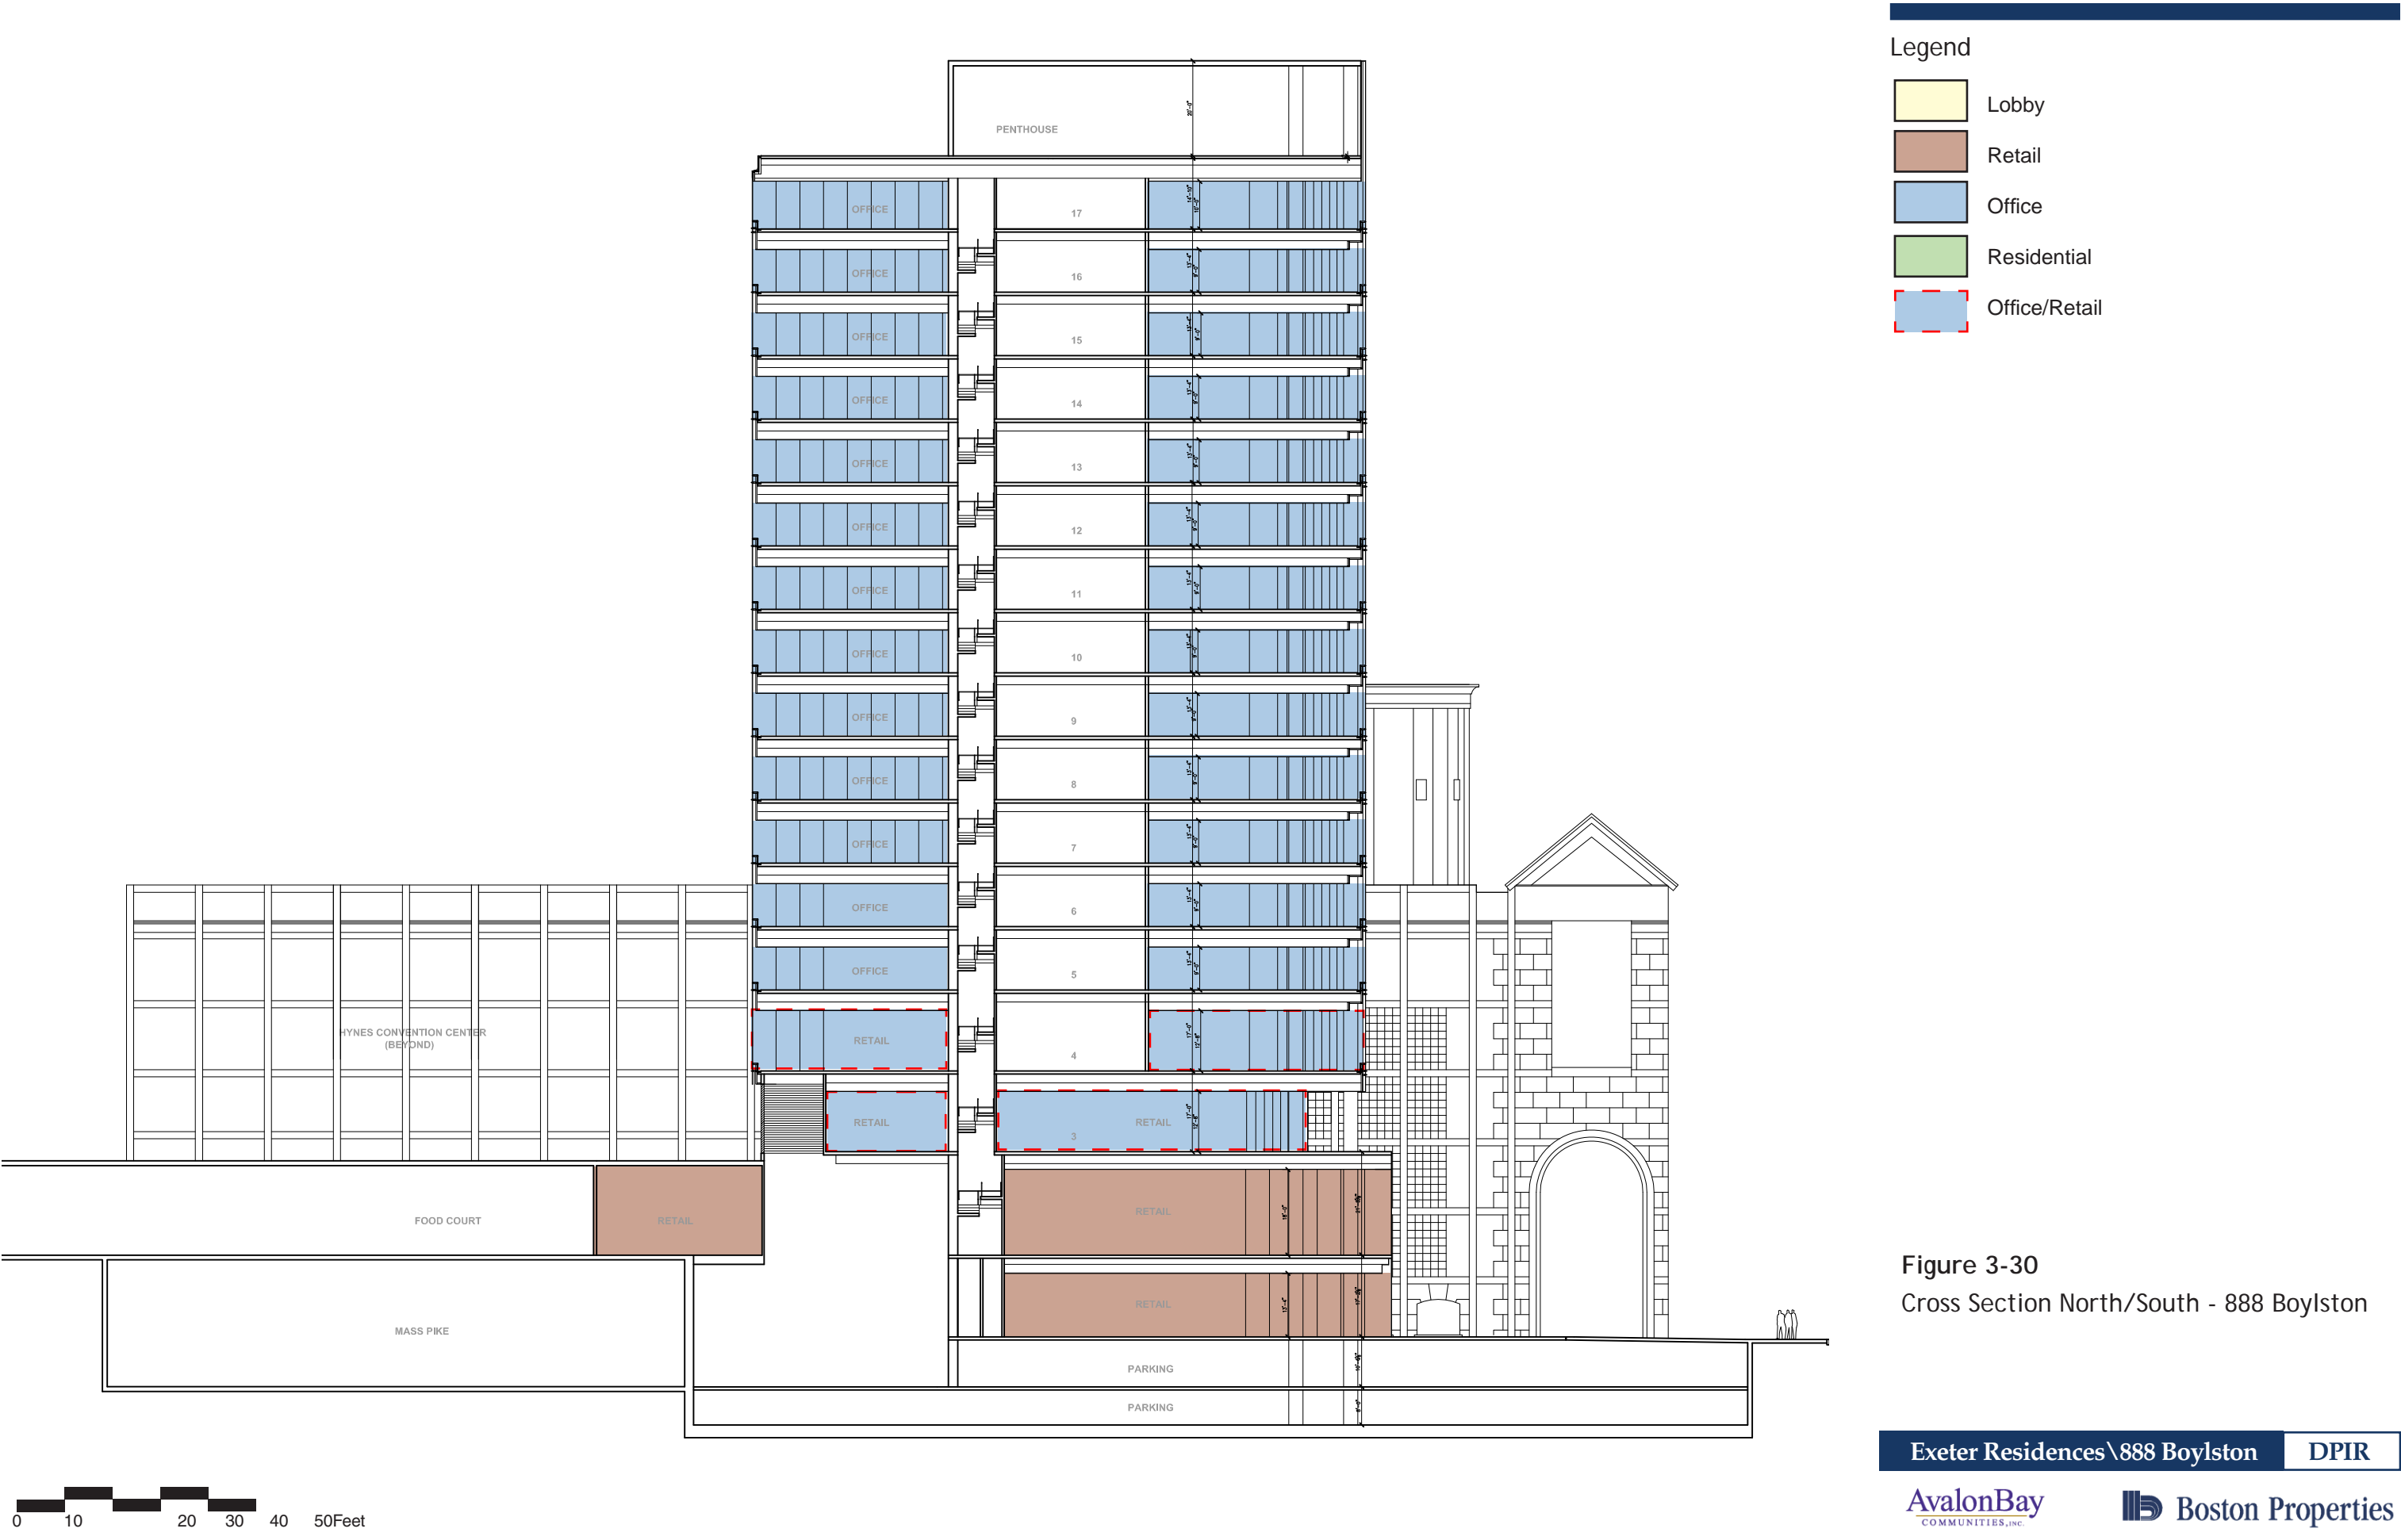 Legend
Lobby
Retail
Office
Residential
Office/Retail
PENTHOUSE
20'-0"
OFFICE 17
OFFICE 16
OFFICE 15
OFFICE 14
OFFICE 13
OFFICE 12
OFFICE 11
OFFICE 10
OFFICE 9
OFFICE 8
OFFICE 7
OFFICE 6
OFFICE 5
RETAIL 4
RETAIL 3 RETAIL
HYNES CONVENTION CENTER
(BEYOND)
FOOD COURT RETAIL RETAIL
MASS PIKE RETAIL
PARKING
PARKING
Figure 3-30
Cross Section North/South - 888 Boylston
Exeter Residences\888 Boylston DPIR
AvalonBay
COMMUNITIES, INC.
Boston Properties
0 10 20 30 40 50Feet